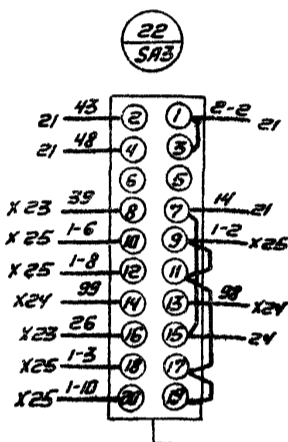 22
SA3
21 43 2 1 2-2 21
21 48 4 3
6 5
X23 39 8 7 14 21
X25 1-6 10 9 1-2 X25
X25 1-8 12 11
X24 99 14 13 98 X24
X23 26 16 15 24
X25 1-3 18 17
X25 1-10 20 19